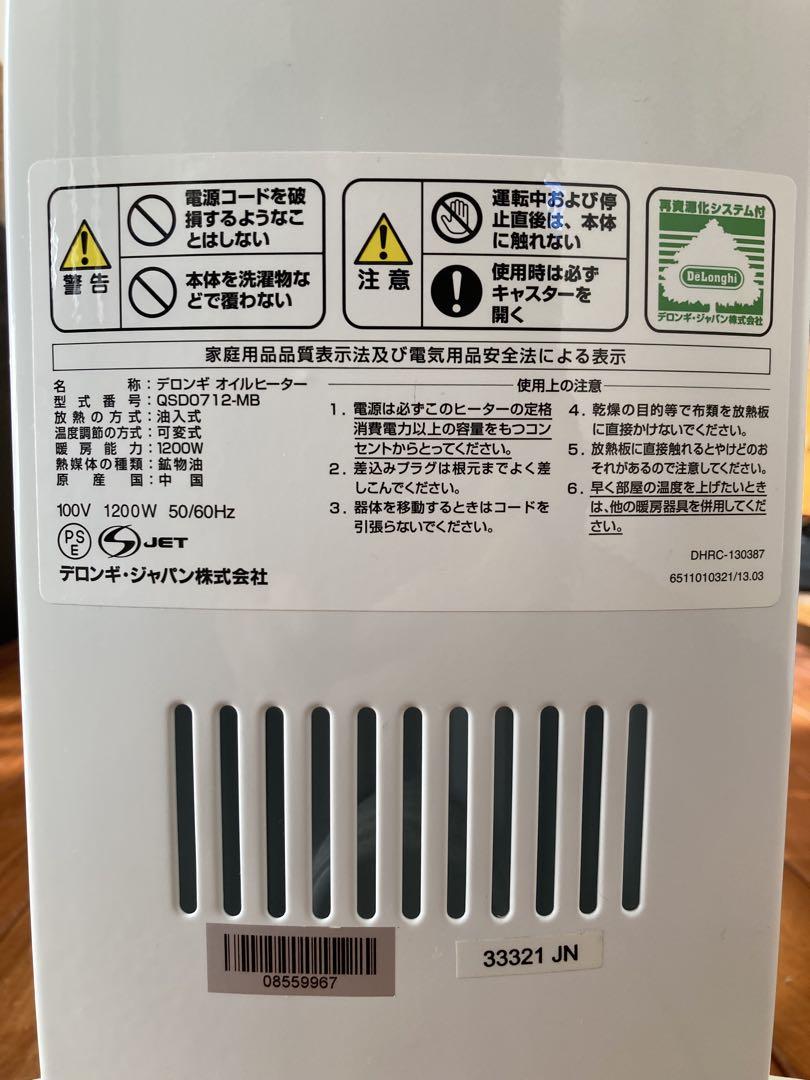 警告
電源コードを破
損するようなこ
とはしない
本体を洗濯物な
どで覆わない
注意
運転中および停
止直後は、本体
に触れない
使用時は必ず
キャスターを
開く
再資源化システム付
DeLonghi
デロンギ・ジャパン株式会社
家庭用品品質表示法及び電気用品安全法による表示
名称：デロンギ オイルヒーター
型式番号：QSD0712-MB
放熱の方式：油入式
温度調節の方式：可変式
暖房能力：1200W
熱媒体の種類：鉱物油
原産国：中国
100V 1200W 50/60Hz
PS
E
JET
デロンギ・ジャパン株式会社
使用上の注意
1. 電源は必ずこのヒーターの定格
消費電力以上の容量をもつコン
セントからとってください。
2. 差込みプラグは根元までよく差
しこんでください。
3. 器体を移動するときはコードを
引張らないでください。
4. 乾燥の目的等で布類を放熱板
に直接かけないでください。
5. 放熱板に直接触れるとやけどのお
それがあるので注意してください。
6. 早く部屋の温度を上げたいとき
は、他の暖房器具を併用してくだ
さい。
DHRC-130387
6511010321/13.03
08559967
33321 JN